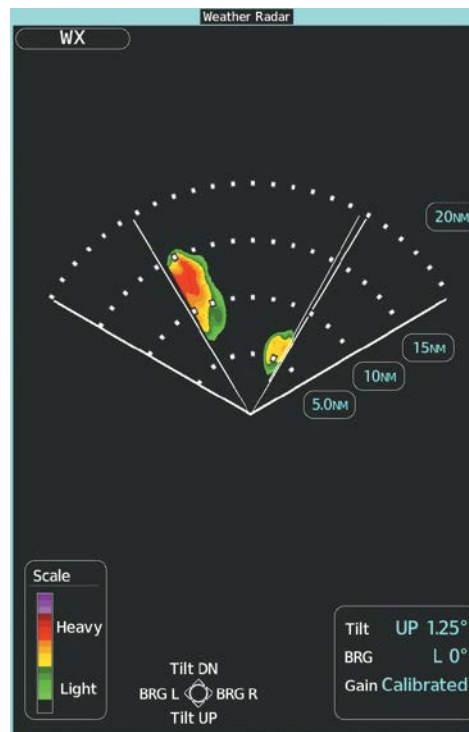 Weather Radar
WX
20NM
15NM
10NM
5.0NM
Scale
Heavy
Light
Tilt DN
BRG L BRG R
Tilt UP
Tilt UP 1.25°
BRG L 0°
Gain Calibrated